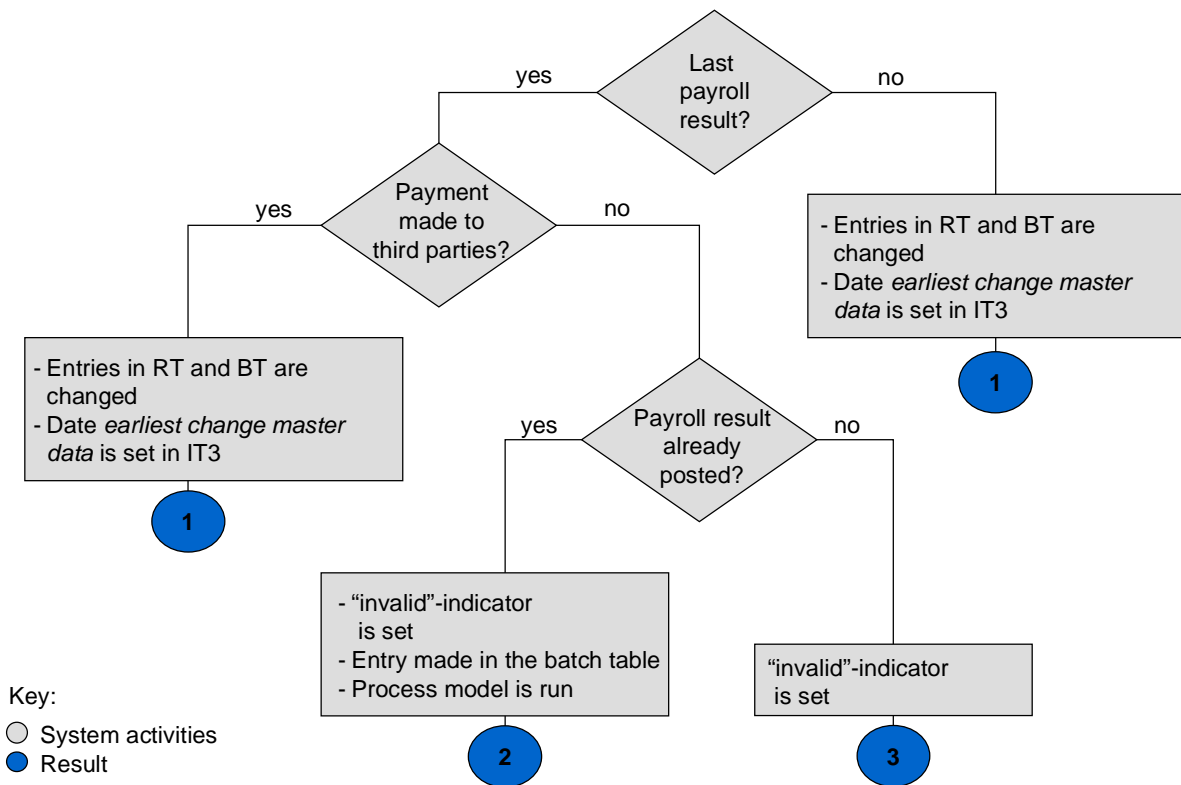 Last
payroll
result?
yes
no
Payment
made to
third parties?
yes
no
- Entries in RT and BT are
changed
- Date earliest change master
data is set in IT3
1
- Entries in RT and BT are
changed
- Date earliest change master
data is set in IT3
1
Payroll result
already
posted?
yes
no
- “invalid”-indicator
is set
- Entry made in the batch table
- Process model is run
2
“invalid”-indicator
is set
3
Key:
System activities
Result